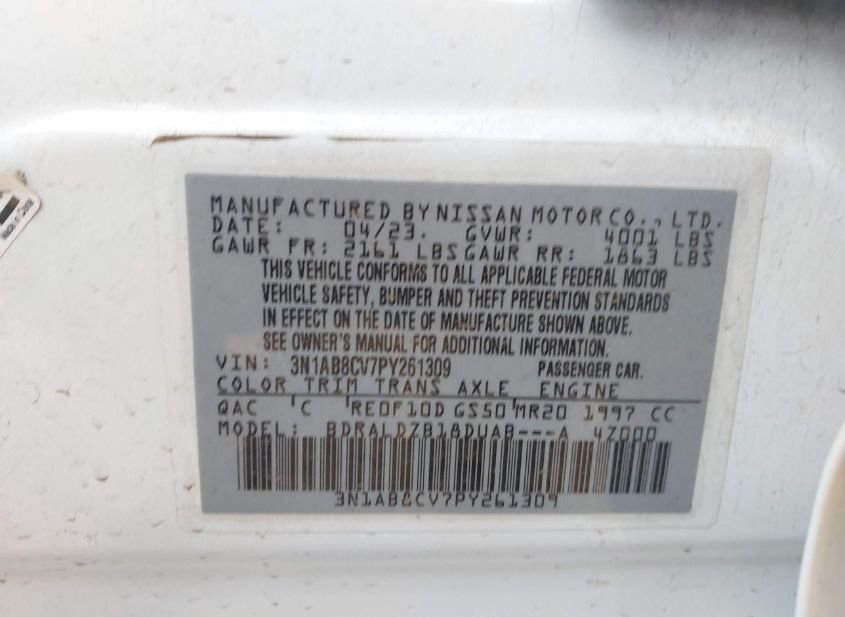 MANUFACTURED BY NISSAN MOTOR CO., LTD.
DATE: 04/23. GVWR: 4001 LBS
GAWR FR: 2161 LBS GAWR RR: 1863 LBS
THIS VEHICLE CONFORMS TO ALL APPLICABLE FEDERAL MOTOR
VEHICLE SAFETY, BUMPER AND THEFT PREVENTION STANDARDS
IN EFFECT ON THE DATE OF MANUFACTURE SHOWN ABOVE.
SEE OWNER'S MANUAL FOR ADDITIONAL INFORMATION.
VIN: 3N1AB8CV7PY261309 PASSENGER CAR.
COLOR TRIM TRANS AXLE ENGINE
QAC C RE0F10D GS50 MR20 1997 CC
MODEL: BDRALDZB18DUAB---A 4Z000
3N1AB8CV7PY261309